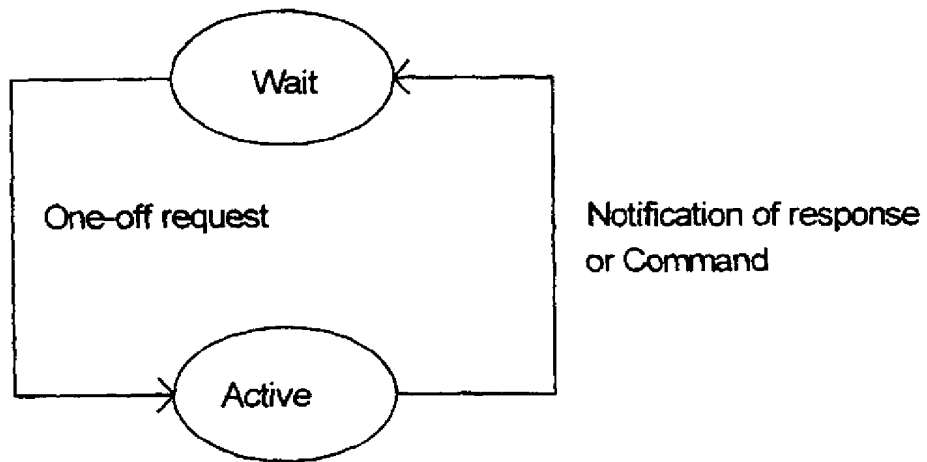 Wait
One-off request
Notification of response
or Command
Active